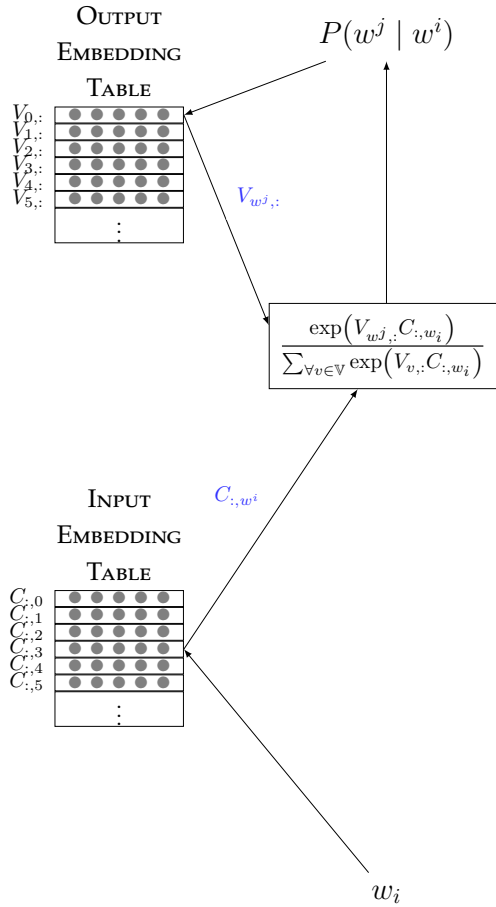 OUTPUT
EMBEDDING
TABLE
P(w^j | w^i)
V_{0,:}
V_{1,:}
V_{2,:}
V_{3,:}
V_{4,:}
V_{5,:}
⋮
V_{w^j,:}
exp(V_{w^j,:}C_{:,w_i})
∑_{∀v∈𝕍} exp(V_{v,:}C_{:,w_i})
C_{:,w^i}
INPUT
EMBEDDING
TABLE
C_{:,0}
C_{:,1}
C_{:,2}
C_{:,3}
C_{:,4}
C_{:,5}
⋮
w_i